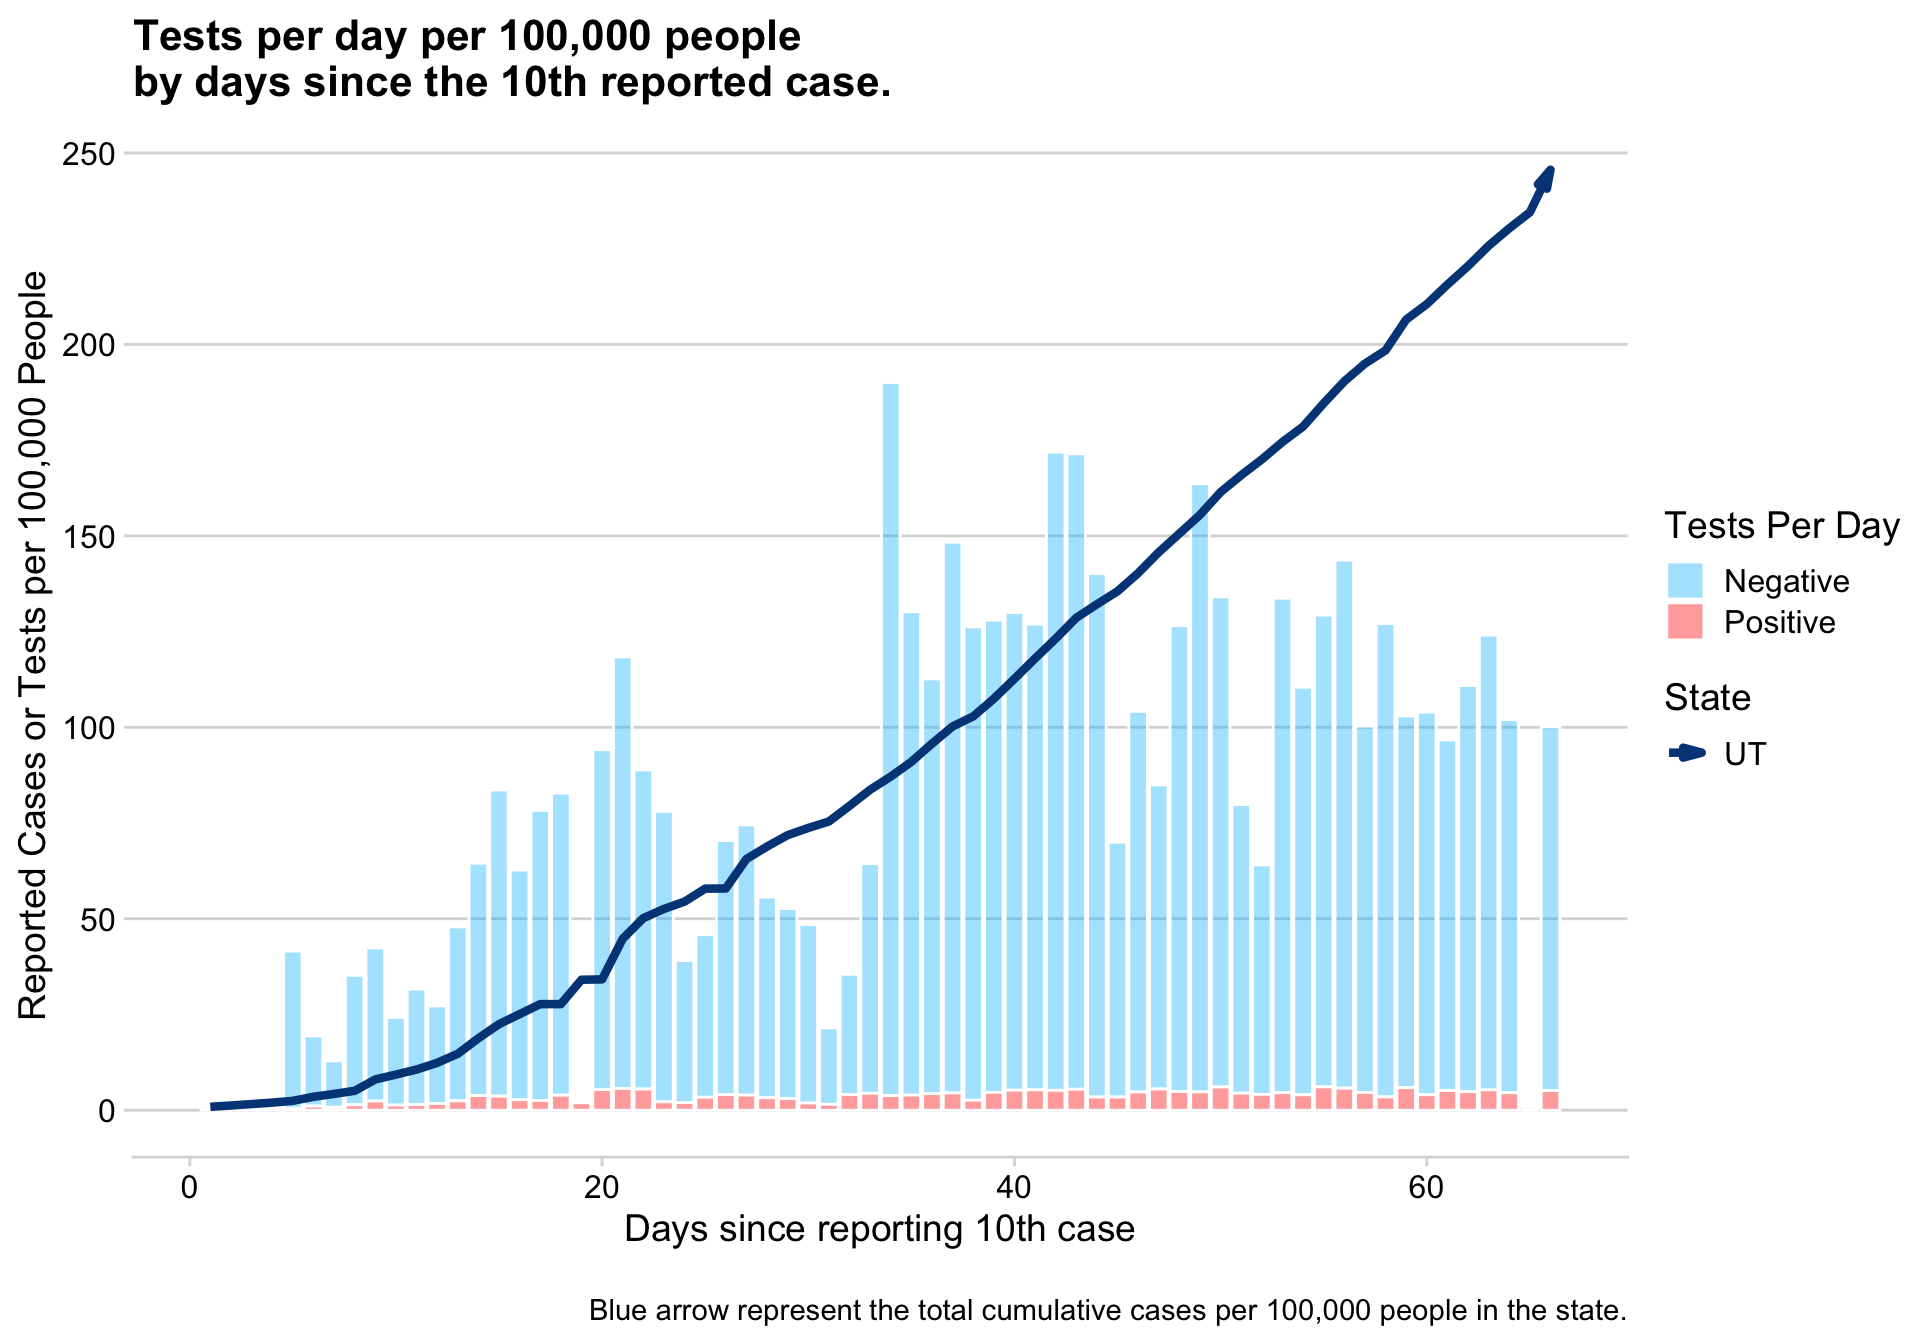 Tests per day per 100,000 people
by days since the 10th reported case.
Reported Cases or Tests per 100,000 People
250
200
150
100
50
0
0
20
40
60
Days since reporting 10th case
Tests Per Day
Negative
Positive
State
UT
Blue arrow represent the total cumulative cases per 100,000 people in the state.